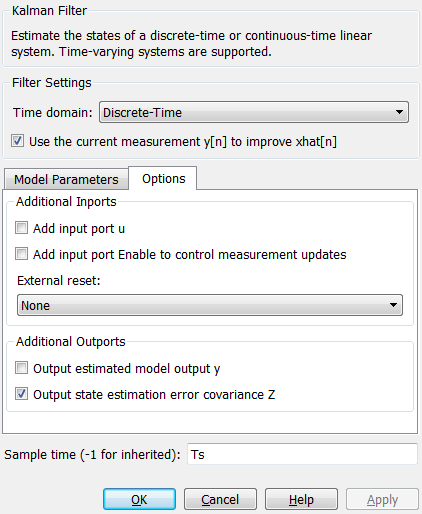 Kalman Filter
Estimate the states of a discrete-time or continuous-time linear
system. Time-varying systems are supported.
Filter Settings
Time domain: Discrete-Time
Use the current measurement y[n] to improve xhat[n]
Model Parameters Options
Additional Inports
Add input port u
Add input port Enable to control measurement updates
External reset:
None
Additional Outports
Output estimated model output y
Output state estimation error covariance Z
Sample time (-1 for inherited): Ts
OK Cancel Help Apply